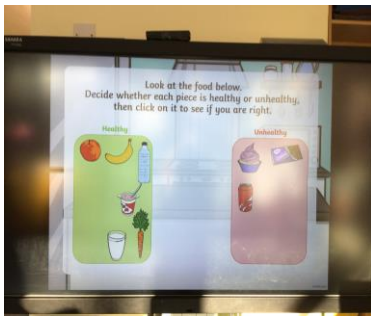 Look at the food below.
Decide whether each piece is healthy or unhealthy,
then click on it to see if you are right.
Healthy
Unhealthy